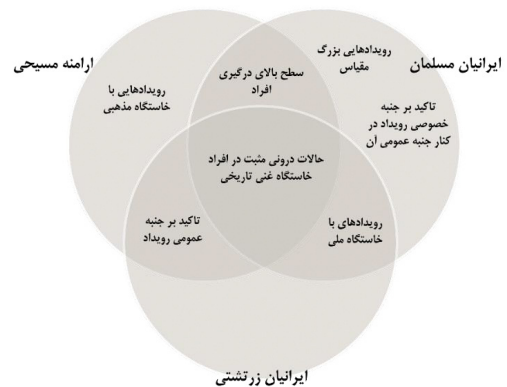 ایرانیان مسلمان
ارامنه مسیحی
رویدادهایی بزرگ
مقیاس
تاکید بر جنبه
خصوصی رویداد در
کنار جنبه عمومی آن
سطح بالای درگیری
افراد
رویدادهایی با
خاستگاه مذهبی
حالات درونی مثبت در افراد
خاستگاه غنی تاریخی
رویدادهای با
خاستگاه ملی
تاکید بر جنبه
عمومی رویداد
ایرانیان زرتشتی